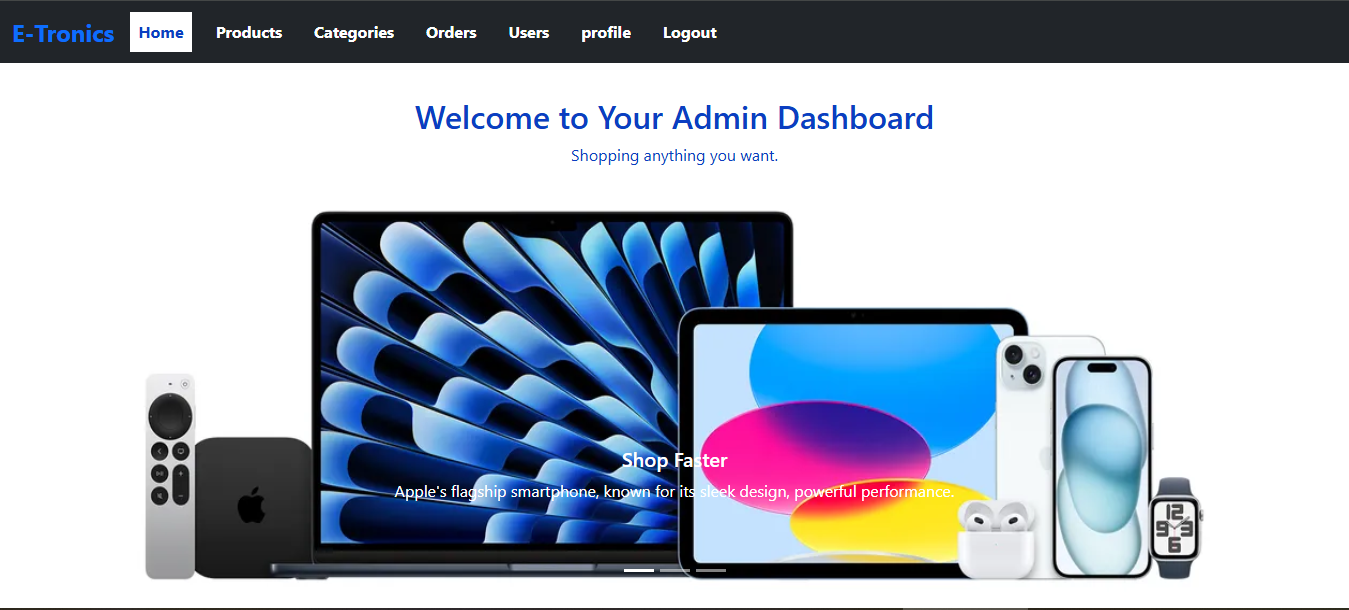 E-Tronics Home Products Categories Orders Users profile Logout
Welcome to Your Admin Dashboard
Shopping anything you want.
Shop Faster
Apple's flagship smartphone, known for its sleek design, powerful performance.
12
9 3
6